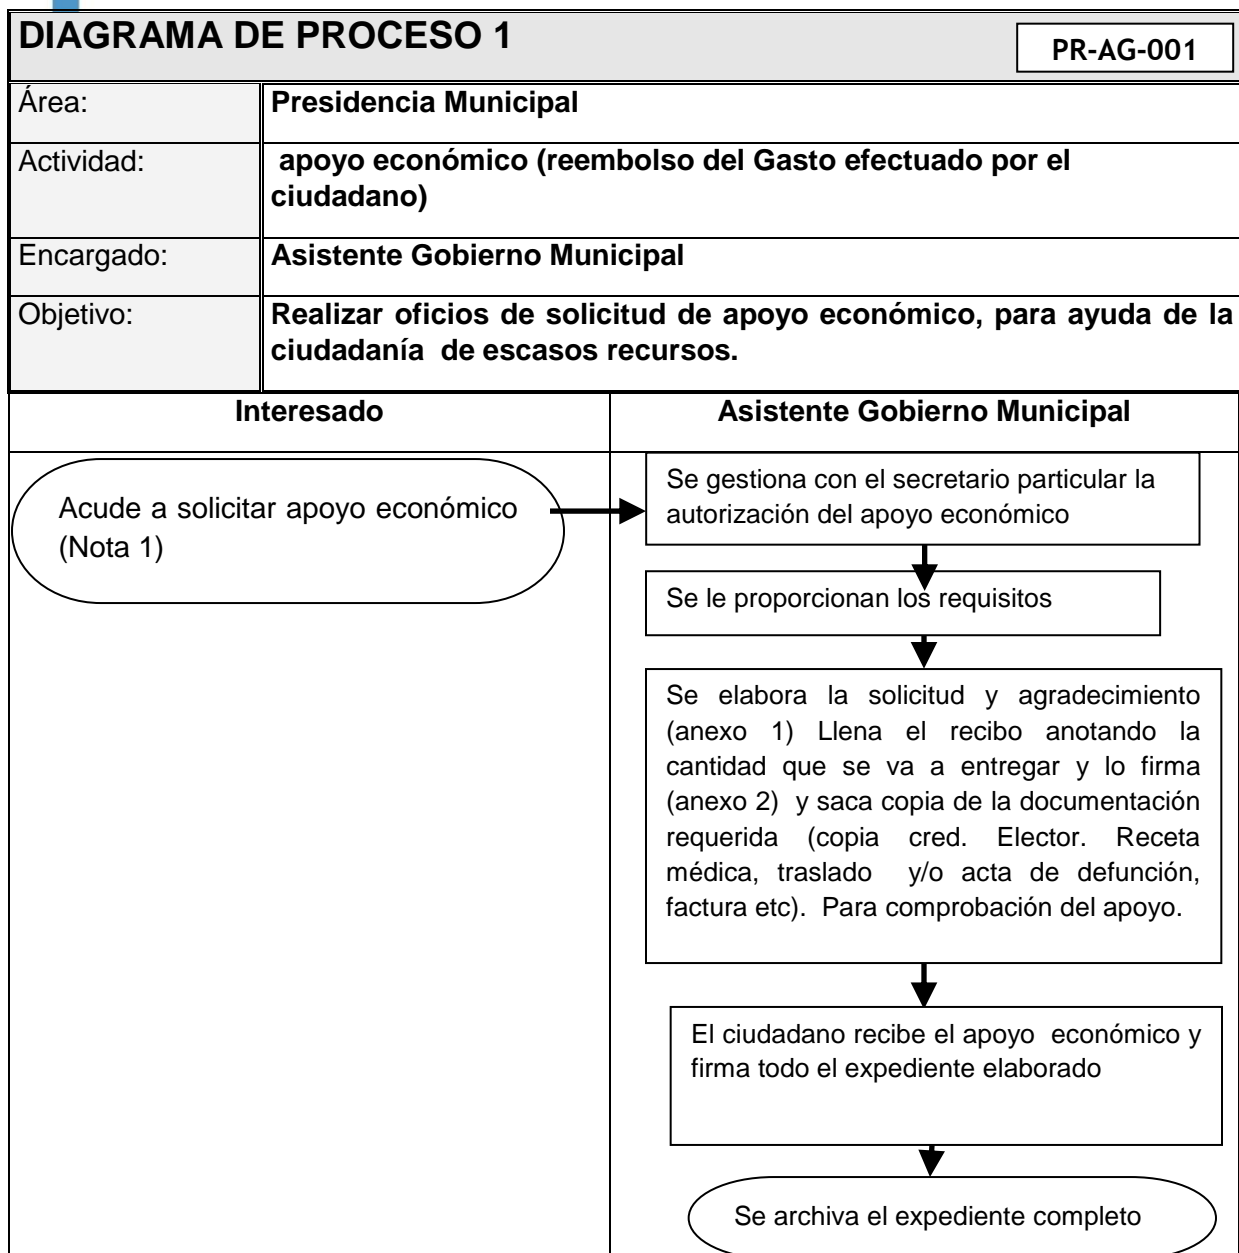 DIAGRAMA DE PROCESO 1
PR-AG-001
Área:
Presidencia Municipal
Actividad:
apoyo económico (reembolso del Gasto efectuado por el
ciudadano)
Encargado:
Asistente Gobierno Municipal
Objetivo:
Realizar oficios de solicitud de apoyo económico, para ayuda de la
ciudadanía de escasos recursos.
Interesado
Asistente Gobierno Municipal
Acude a solicitar apoyo económico
(Nota 1)
Se gestiona con el secretario particular la
autorización del apoyo económico
Se le proporcionan los requisitos
Se elabora la solicitud y agradecimiento
(anexo 1) Llena el recibo anotando la
cantidad que se va a entregar y lo firma
(anexo 2) y saca copia de la documentación
requerida (copia cred. Elector. Receta
médica, traslado y/o acta de defunción,
factura etc). Para comprobación del apoyo.
El ciudadano recibe el apoyo económico y
firma todo el expediente elaborado
Se archiva el expediente completo